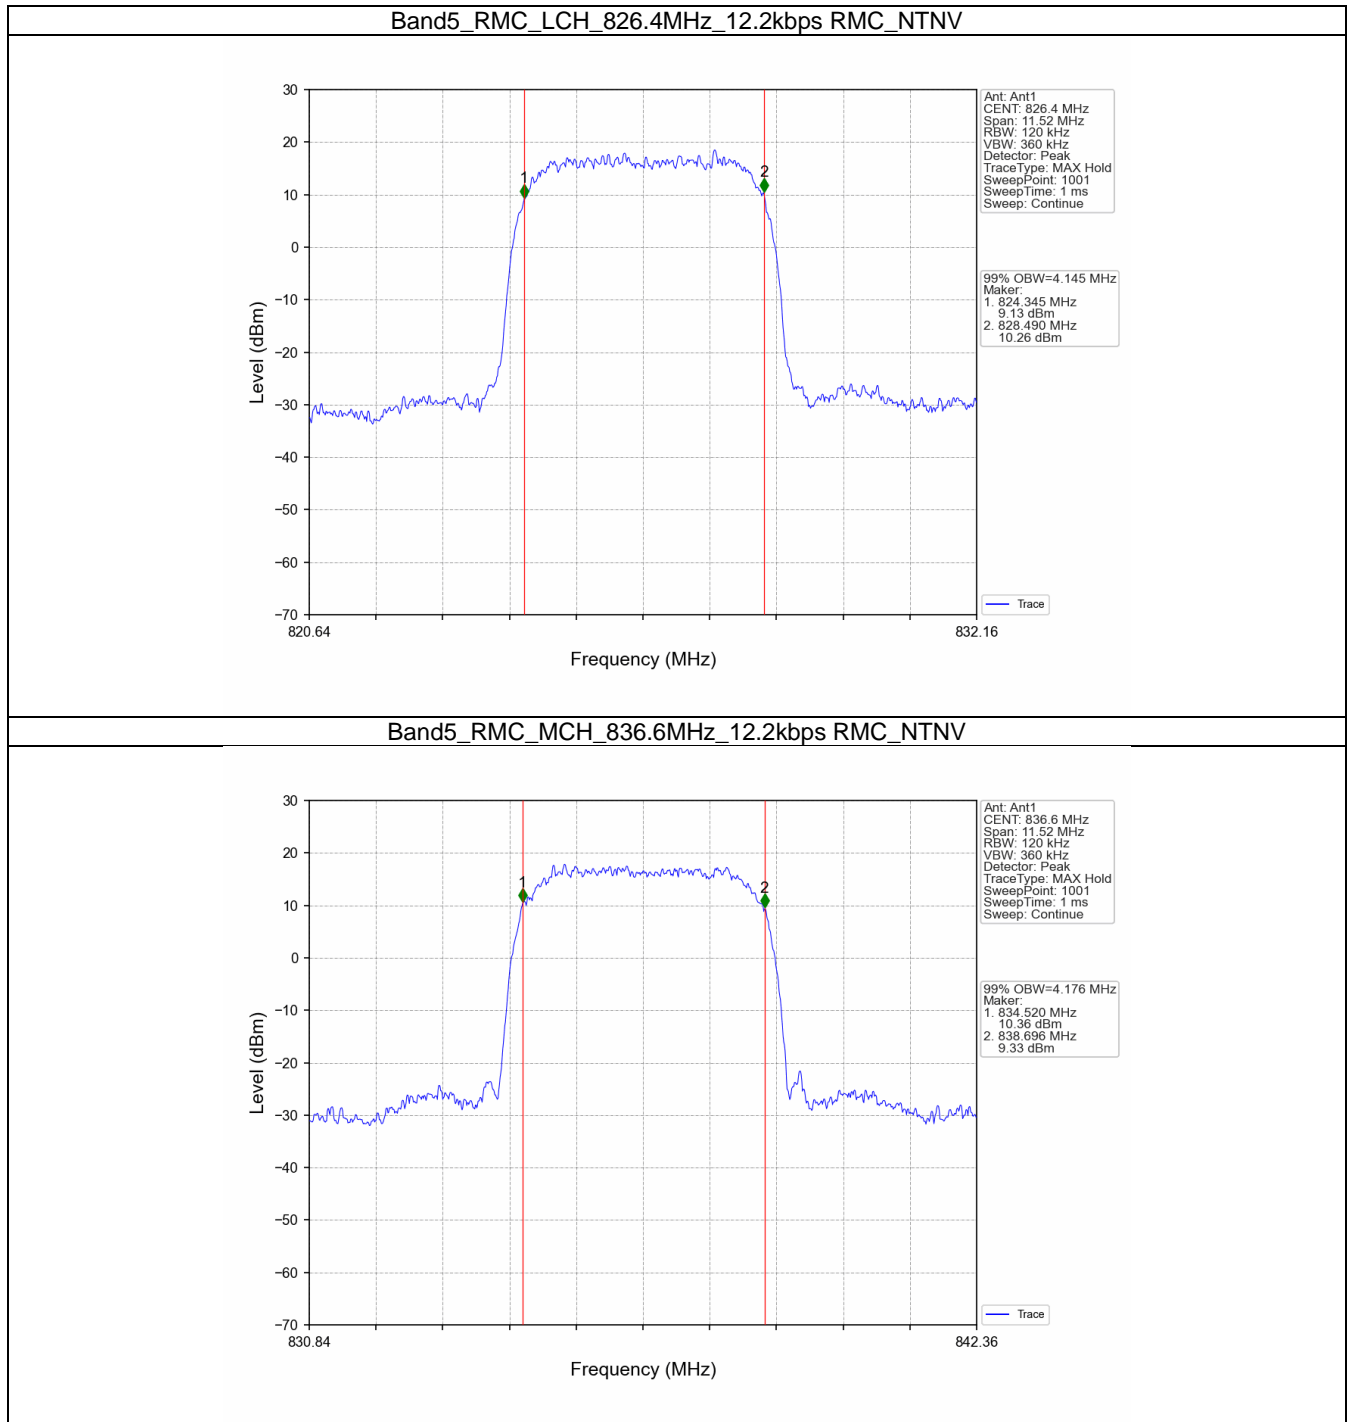 Band5_RMC_LCH_826.4MHz_12.2kbps RMC_NTNV
30
20
10
0
−10
−20
−30
−40
−50
−60
−70
Level (dBm)
1
2
820.64
832.16
Frequency (MHz)
Ant: Ant1
CENT: 826.4 MHz
Span: 11.52 MHz
RBW: 120 kHz
VBW: 360 kHz
Detector: Peak
TraceType: MAX Hold
SweepPoint: 1001
SweepTime: 1 ms
Sweep: Continue
99% OBW=4.145 MHz
Maker:
1. 824.345 MHz
9.13 dBm
2. 828.490 MHz
10.26 dBm
Trace
Band5_RMC_MCH_836.6MHz_12.2kbps RMC_NTNV
30
20
10
0
−10
−20
−30
−40
−50
−60
−70
Level (dBm)
1
2
830.84
842.36
Frequency (MHz)
Ant: Ant1
CENT: 836.6 MHz
Span: 11.52 MHz
RBW: 120 kHz
VBW: 360 kHz
Detector: Peak
TraceType: MAX Hold
SweepPoint: 1001
SweepTime: 1 ms
Sweep: Continue
99% OBW=4.176 MHz
Maker:
1. 834.520 MHz
10.36 dBm
2. 838.696 MHz
9.33 dBm
Trace